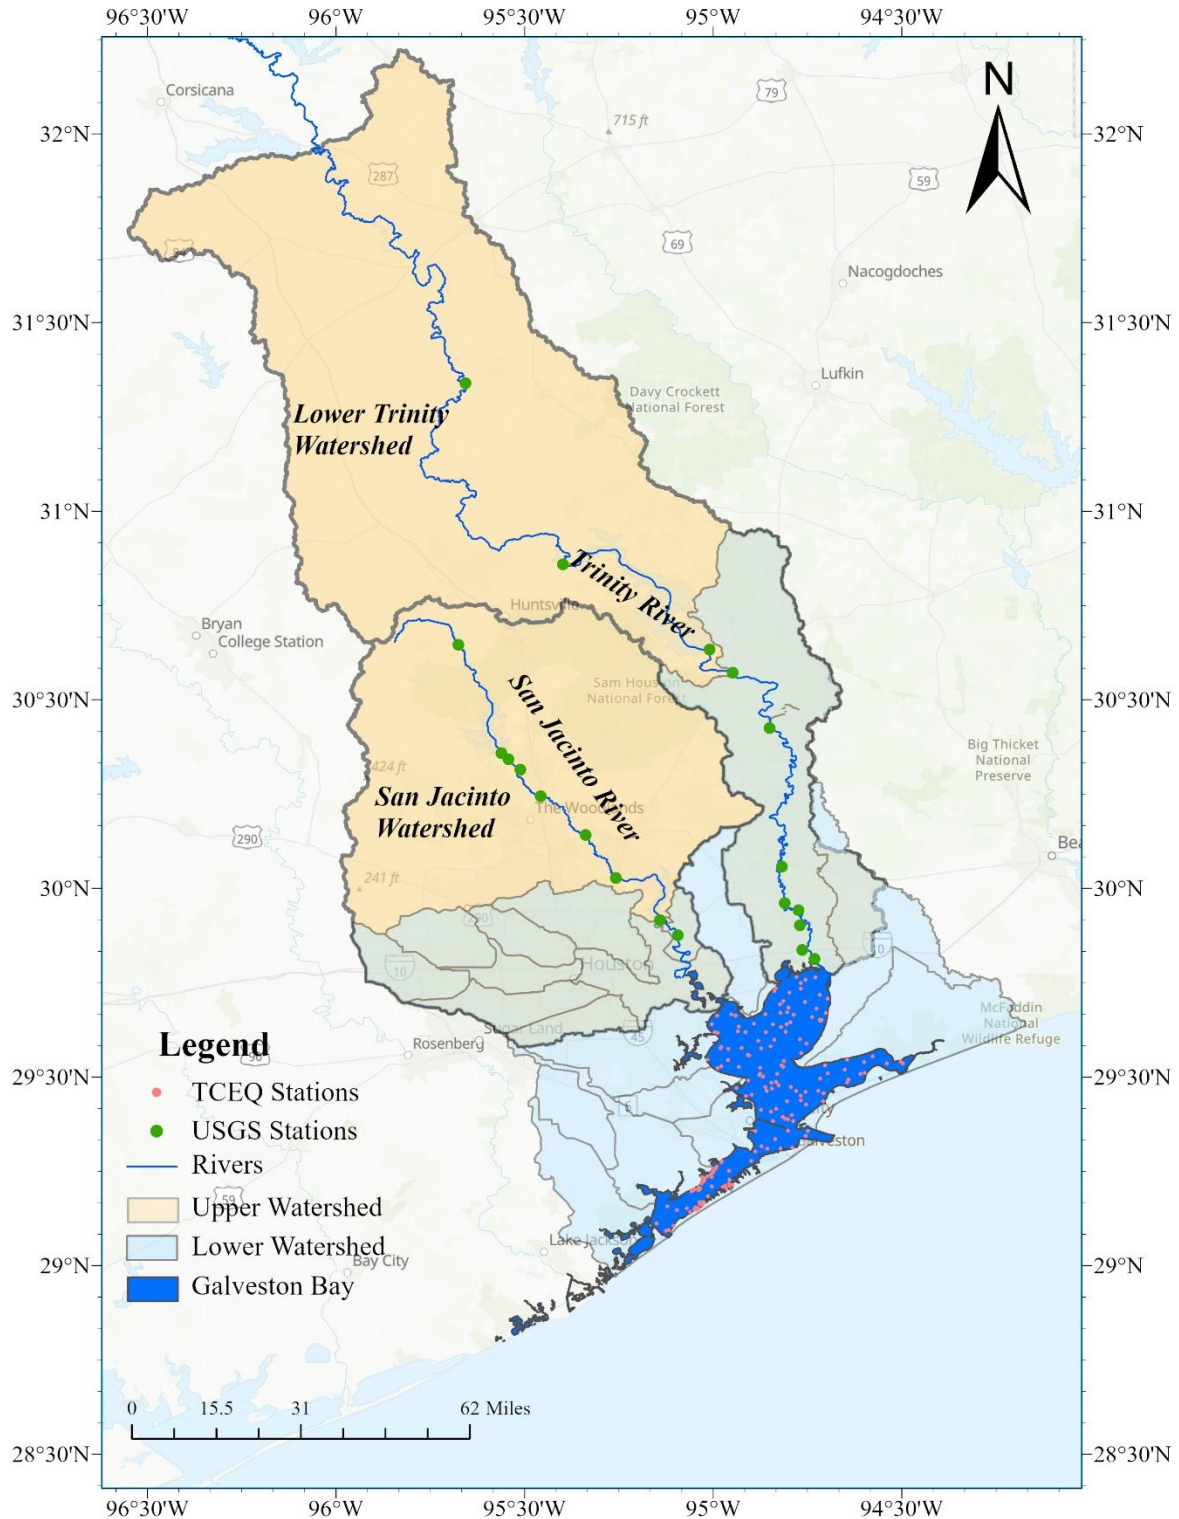 96°30'W 96°W 95°30'W 95°W 94°30'W
Corsicana
79
N
32°N
715 ft
32°N
287
59
84
69
Nacogdoches
31°30'N
31°30'N
Lufkin
Davy Crockett
National Forest
Lower Trinity
Watershed
31°N
31°N
Trinity River
Huntsville
Bryan
College Station
Sam Houston
National Forest
30°30'N
30°30'N
San Jacinto River
Big Thicket
National
Preserve
424 ft
San Jacinto
Watershed
The Woodlands
290
Bea
241 ft
30°N
30°N
290
10
10
Houston
McFaddin
National
Wildlife Refuge
Sugar Land
45
Rosenberg
Legend
29°30'N
29°30'N
TCEQ Stations
USGS Stations
Rivers
Galveston
59
Upper Watershed
Lower Watershed
Lake Jackson
29°N
29°N
Bay City
Galveston Bay
0 15.5 31 62 Miles
28°30'N
28°30'N
96°30'W 96°W 95°30'W 95°W 94°30'W